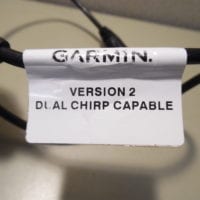 GARMIN.
VERSION 2
DUAL CHIRP CAPABLE